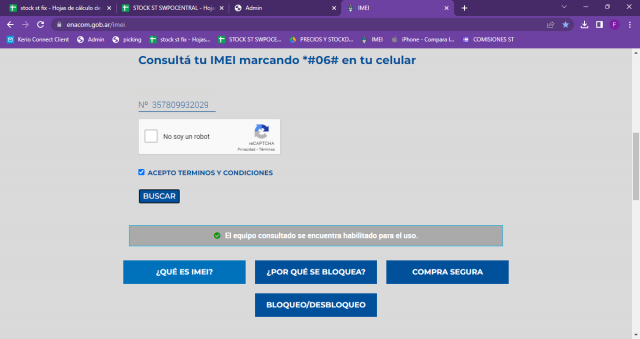 stock st fix - Hojas de cálculo de
STOCK ST SWPOCENTRAL - Hoj
Admin
IMEI
enacom.gob.ar/imei
F
Kerio Connect Client
Admin
picking
stock st fix - Hojas...
STOCK ST SWPOCE...
PRECIOS Y STOCKD...
IMEI
iPhone - Compara l...
COMISIONES ST
Consultá tu IMEI marcando *#06# en tu celular
Nº 357809932029
No soy un robot
reCAPTCHA
Privacidad - Términos
ACEPTO TERMINOS Y CONDICIONES
BUSCAR
El equipo consultado se encuentra habilitado para el uso.
¿QUÉ ES IMEI?
¿POR QUÉ SE BLOQUEA?
COMPRA SEGURA
BLOQUEO/DESBLOQUEO